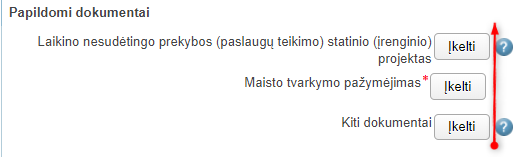 Papildomi dokumentai
Laikino nesudėtingo prekybos (paslaugų teikimo) statinio (įrenginio)
projektas
Įkelti
?
Maisto tvarkymo pažymėjimas*
Įkelti
Kiti dokumentai
Įkelti
?